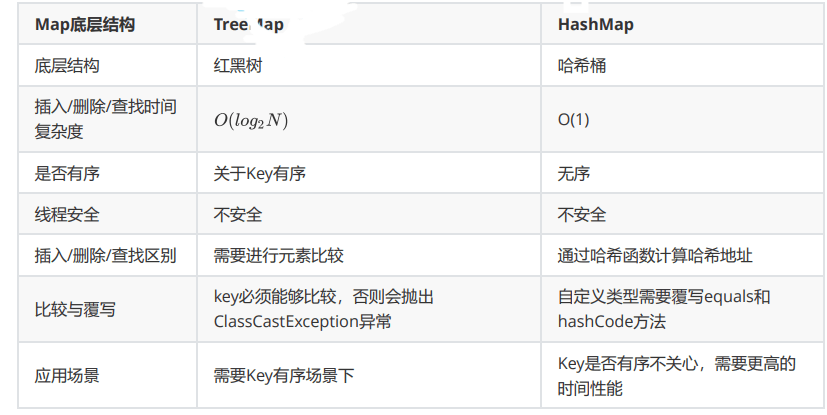 Map底层结构 TreeMap HashMap
底层结构 红黑树 哈希桶
插入/删除/查找时间
复杂度 O(log₂N) O(1)
是否有序 关于Key有序 无序
线程安全 不安全 不安全
插入/删除/查找区别 需要进行元素比较 通过哈希函数计算哈希地址
比较与覆写 key必须能够比较，否则会抛出
ClassCastException异常 自定义类型需要覆写equals和
hashCode方法
应用场景 需要Key有序场景下 Key是否有序不关心，需要更高的
时间性能